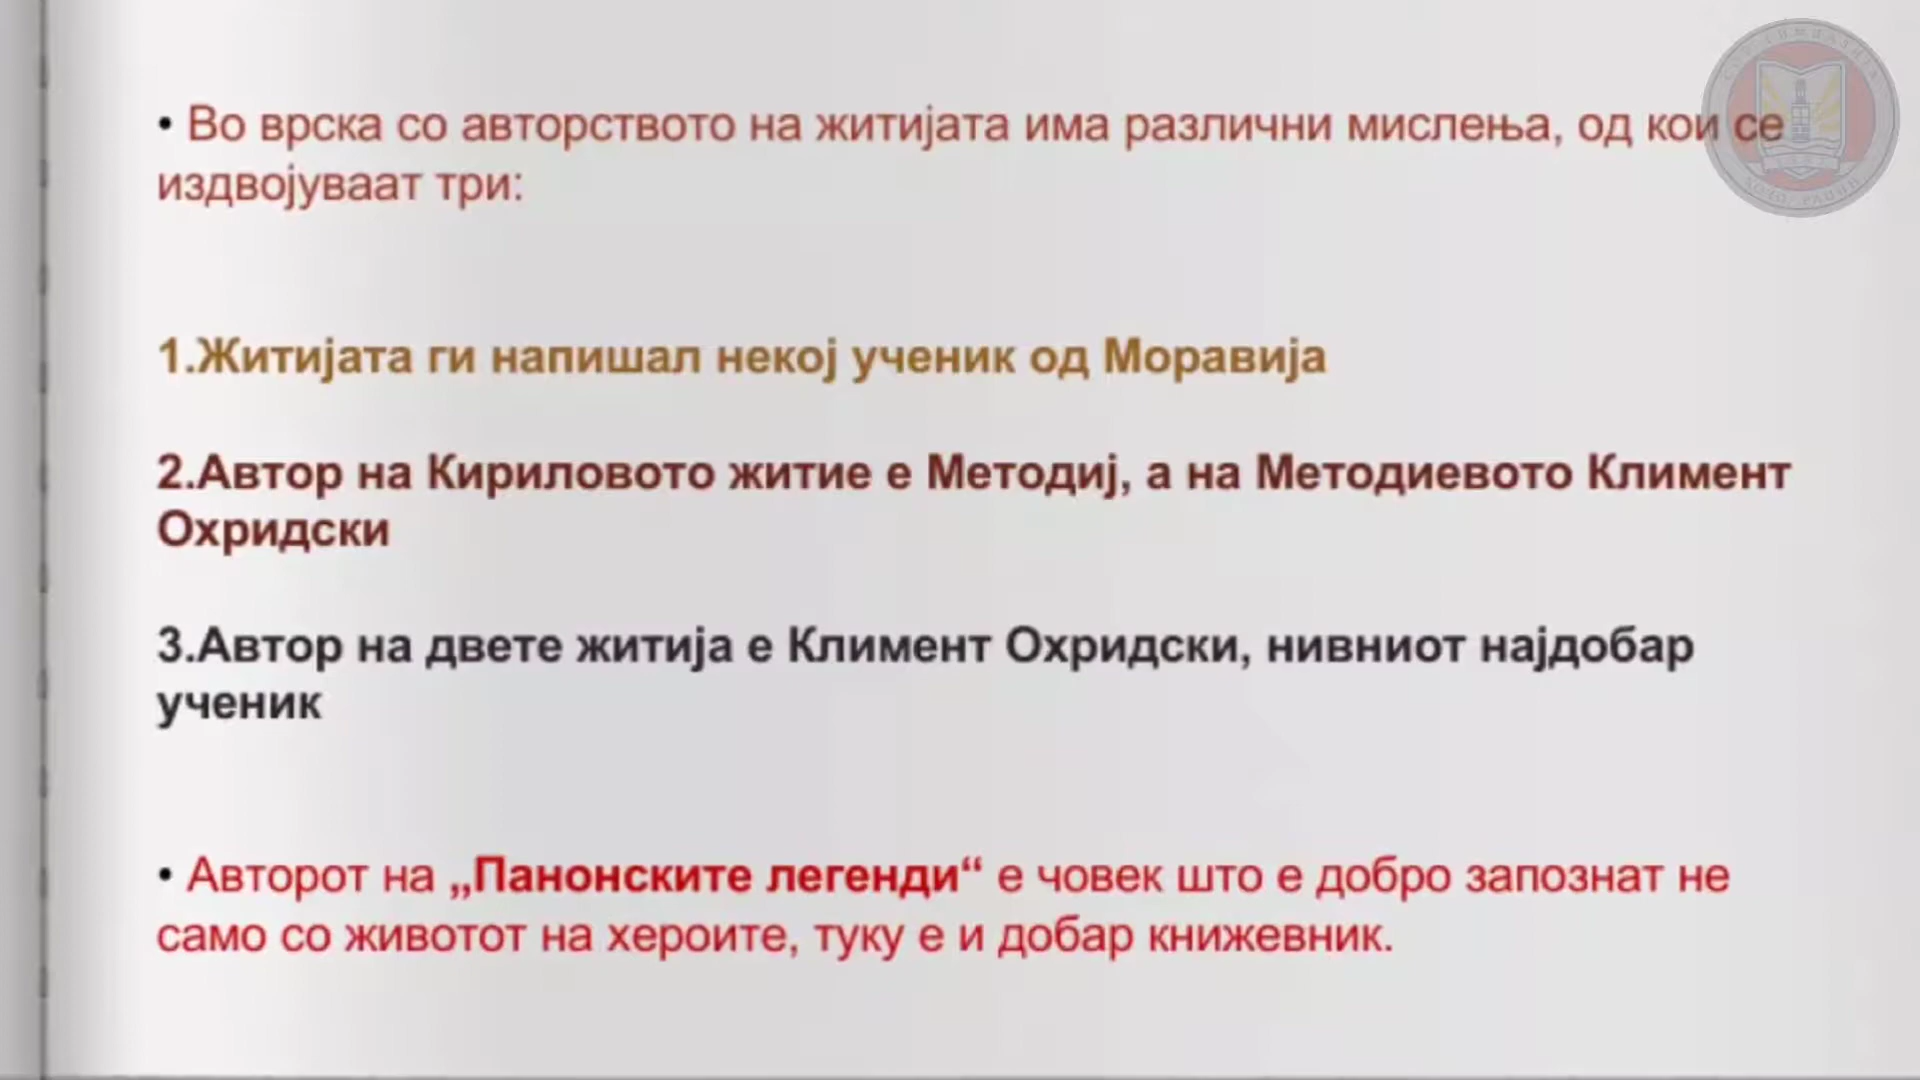 • Во врска со авторството на житијата има различни мислења, од кои се
издвојуваат три:
1.Житијата ги напишал некој ученик од Моравија
2.Автор на Кириловото житие е Методиј, а на Методиевото Климент
Охридски
3.Автор на двете житија е Климент Охридски, нивниот најдобар
ученик
• Авторот на „Панонските легенди“ е човек што е добро запознат не
само со животот на хероите, туку е и добар книжевник.